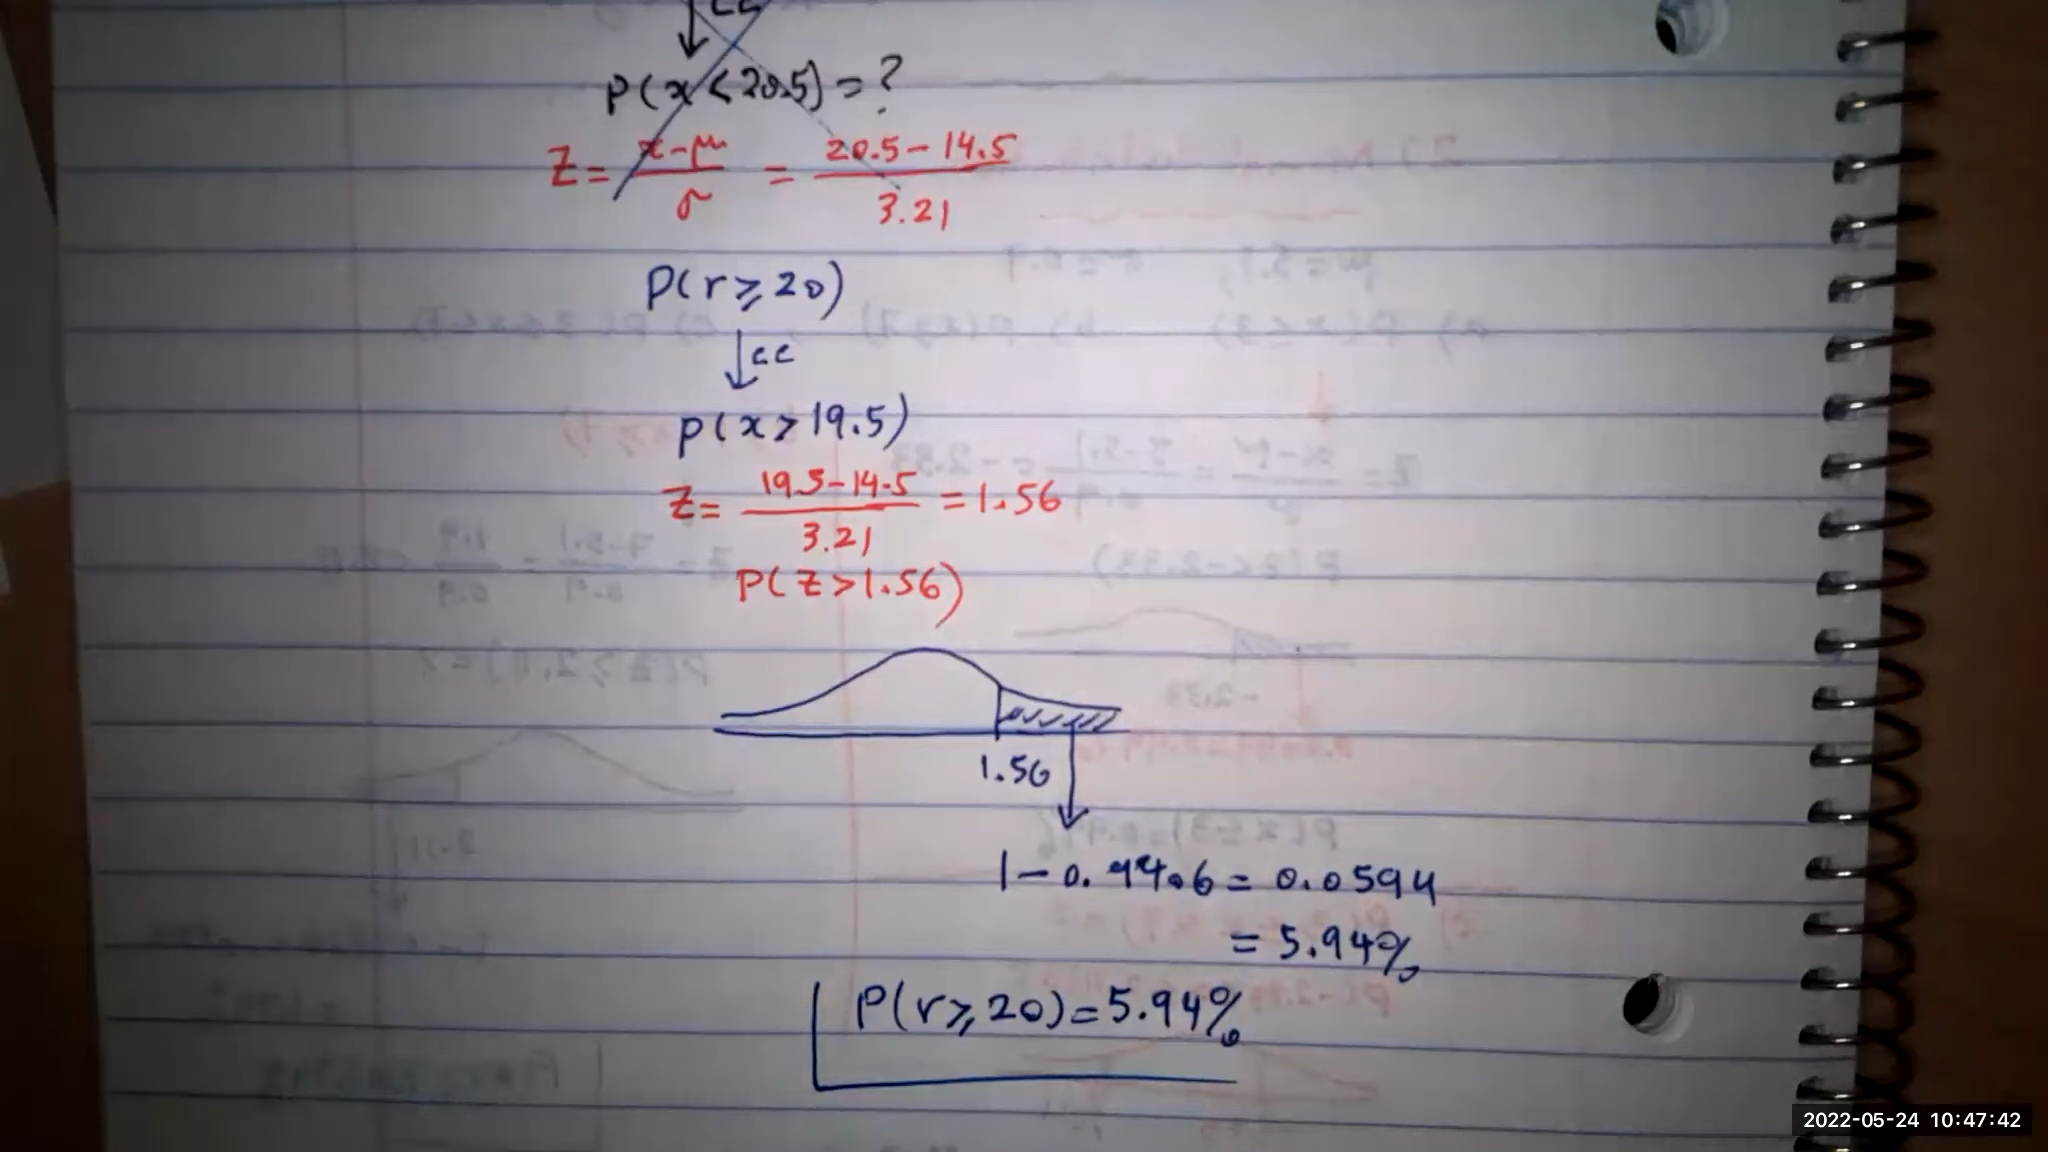 ↓ CC
P(x<20.5)=?
Z = (x-μ)/σ = (20.5-14.5)/3.21
P(r≥20)
↓ CC
P(x>19.5)
Z = (19.5-14.5)/3.21 = 1.56
P(Z>1.56)
1.56
1-0.9406 = 0.0594
= 5.94%
P(r≥20)=5.94%
2022-05-24 10:47:42